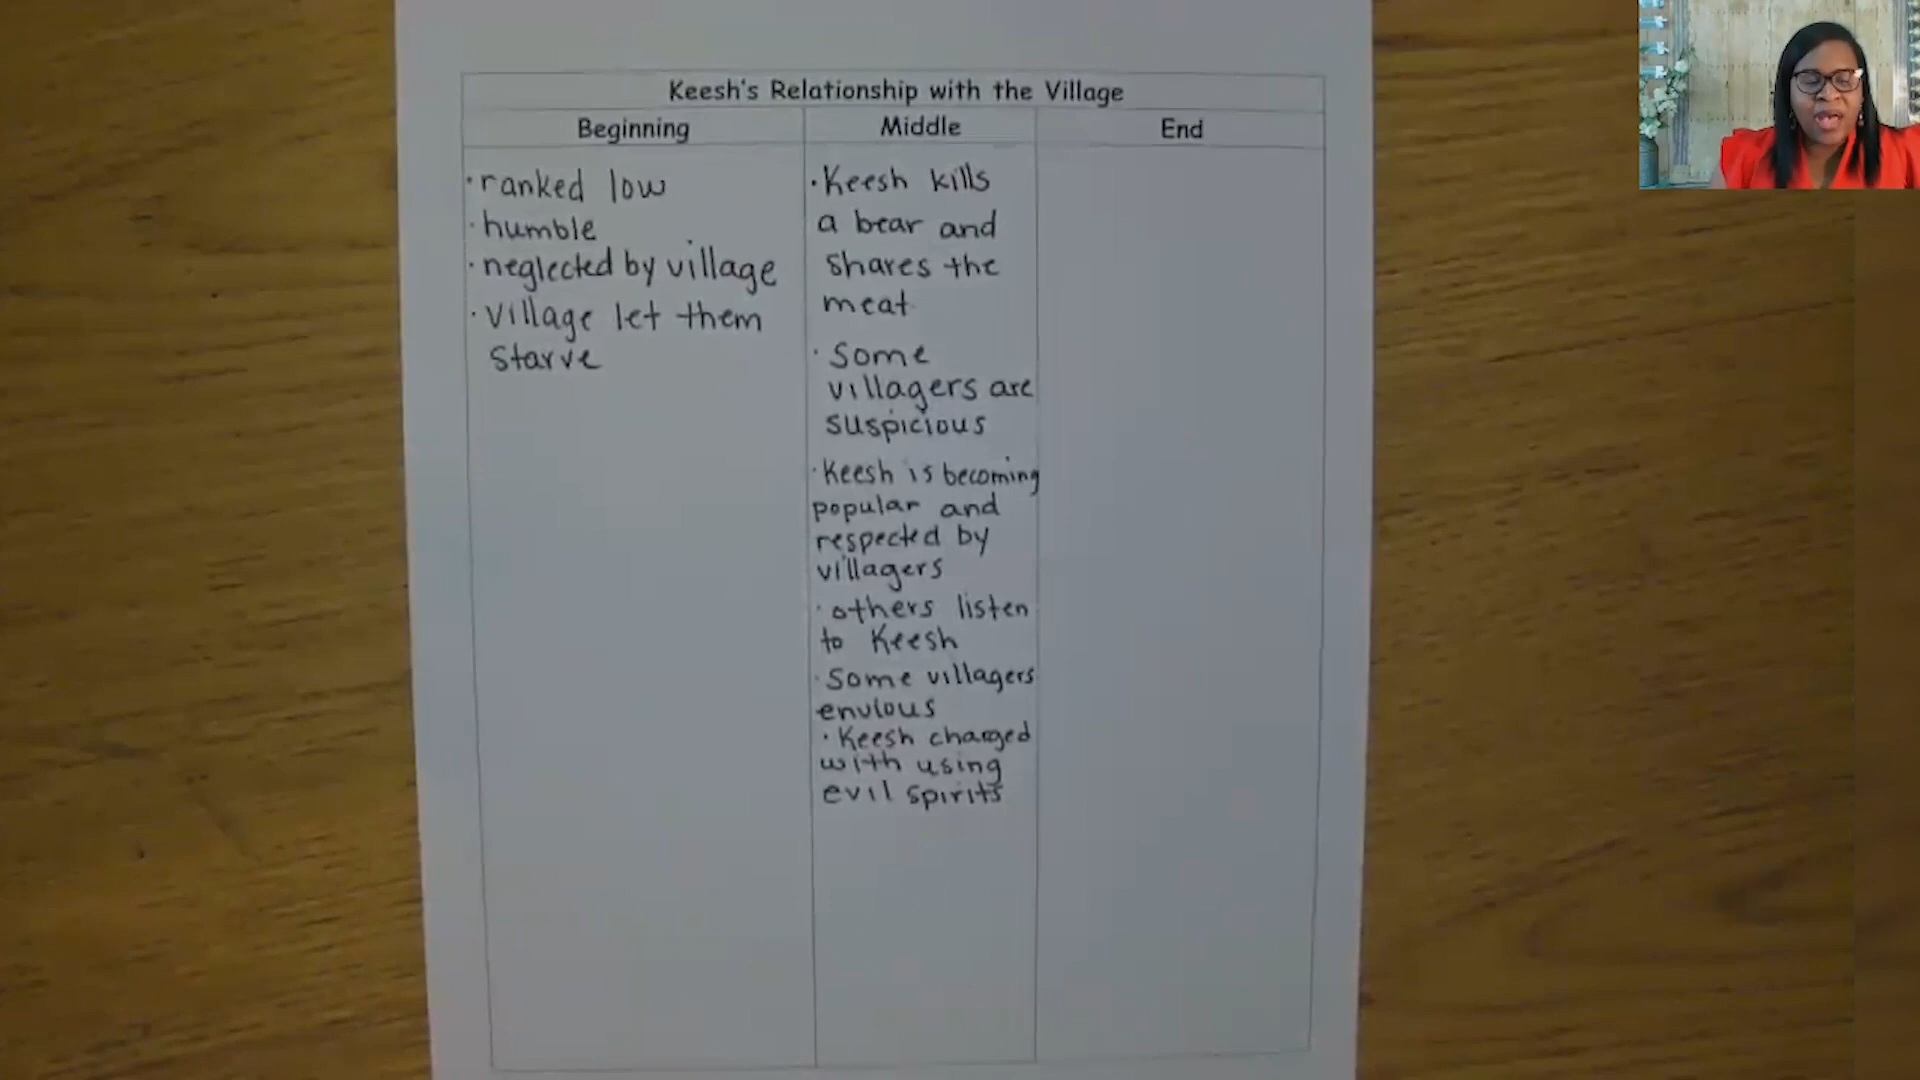 Keesh's Relationship with the Village
Beginning
Middle
End
·ranked low
·humble
·neglected by village
·village let them
starve
·Keesh kills
a bear and
shares the
meat
·Some
villagers are
suspicious
·Keesh is becoming
popular and
respected by
villagers
·others listen
to Keesh
·Some villagers
envious
·Keesh charged
with using
evil spirits